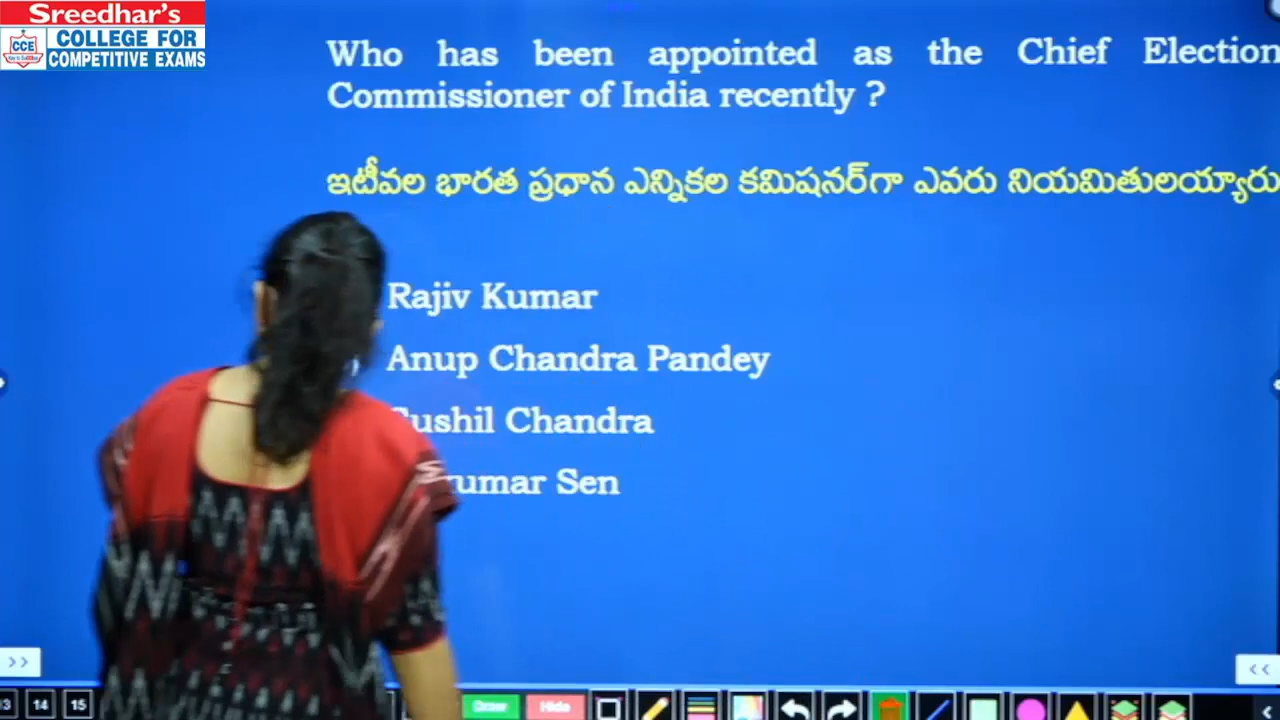 Sreedhar's
CCE
COLLEGE FOR
COMPETITIVE EXAMS
Who has been appointed as the Chief Election
Commissioner of India recently ?
ఇటీవల భారత ప్రధాన ఎన్నికల కమిషనర్‌గా ఎవరు నియమితులయ్యారు
Rajiv Kumar
Anup Chandra Pandey
Sushil Chandra
Sen
>>
<<
14
15
Draw
Hide